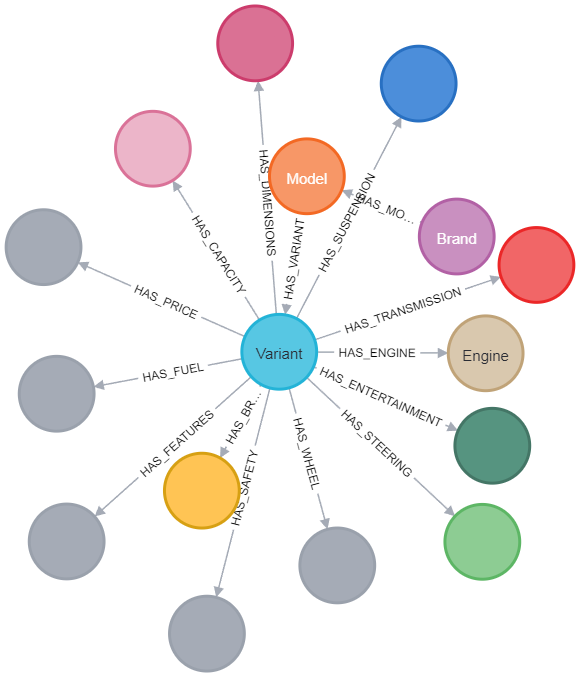 Model
HAS_DIMENSIONS
HAS_SUSPENSION
HAS_MO...
HAS_CAPACITY
HAS_VARIANT
Brand
HAS_PRICE
HAS_TRANSMISSION
Variant
HAS_ENGINE
Engine
HAS_FUEL
HAS_ENTERTAINMENT
HAS_FEATURES
HAS_BR...
HAS_STEERING
HAS_SAFETY
HAS_WHEEL